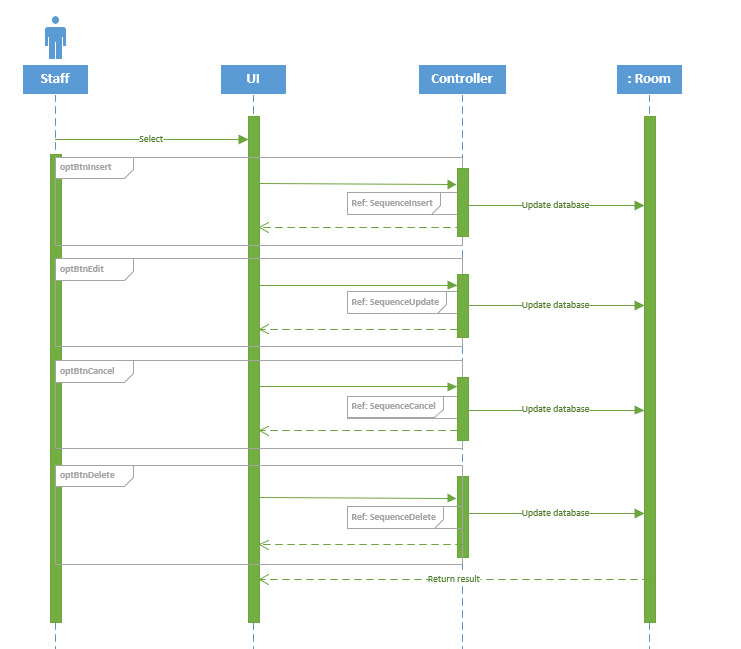 Staff
UI
Controller
: Room
Select
optBtnInsert
Ref: SequenceInsert
Update database
optBtnEdit
Ref: SequenceUpdate
Update database
optBtnCancel
Ref: SequenceCancel
Update database
optBtnDelete
Ref: SequenceDelete
Update database
Return result